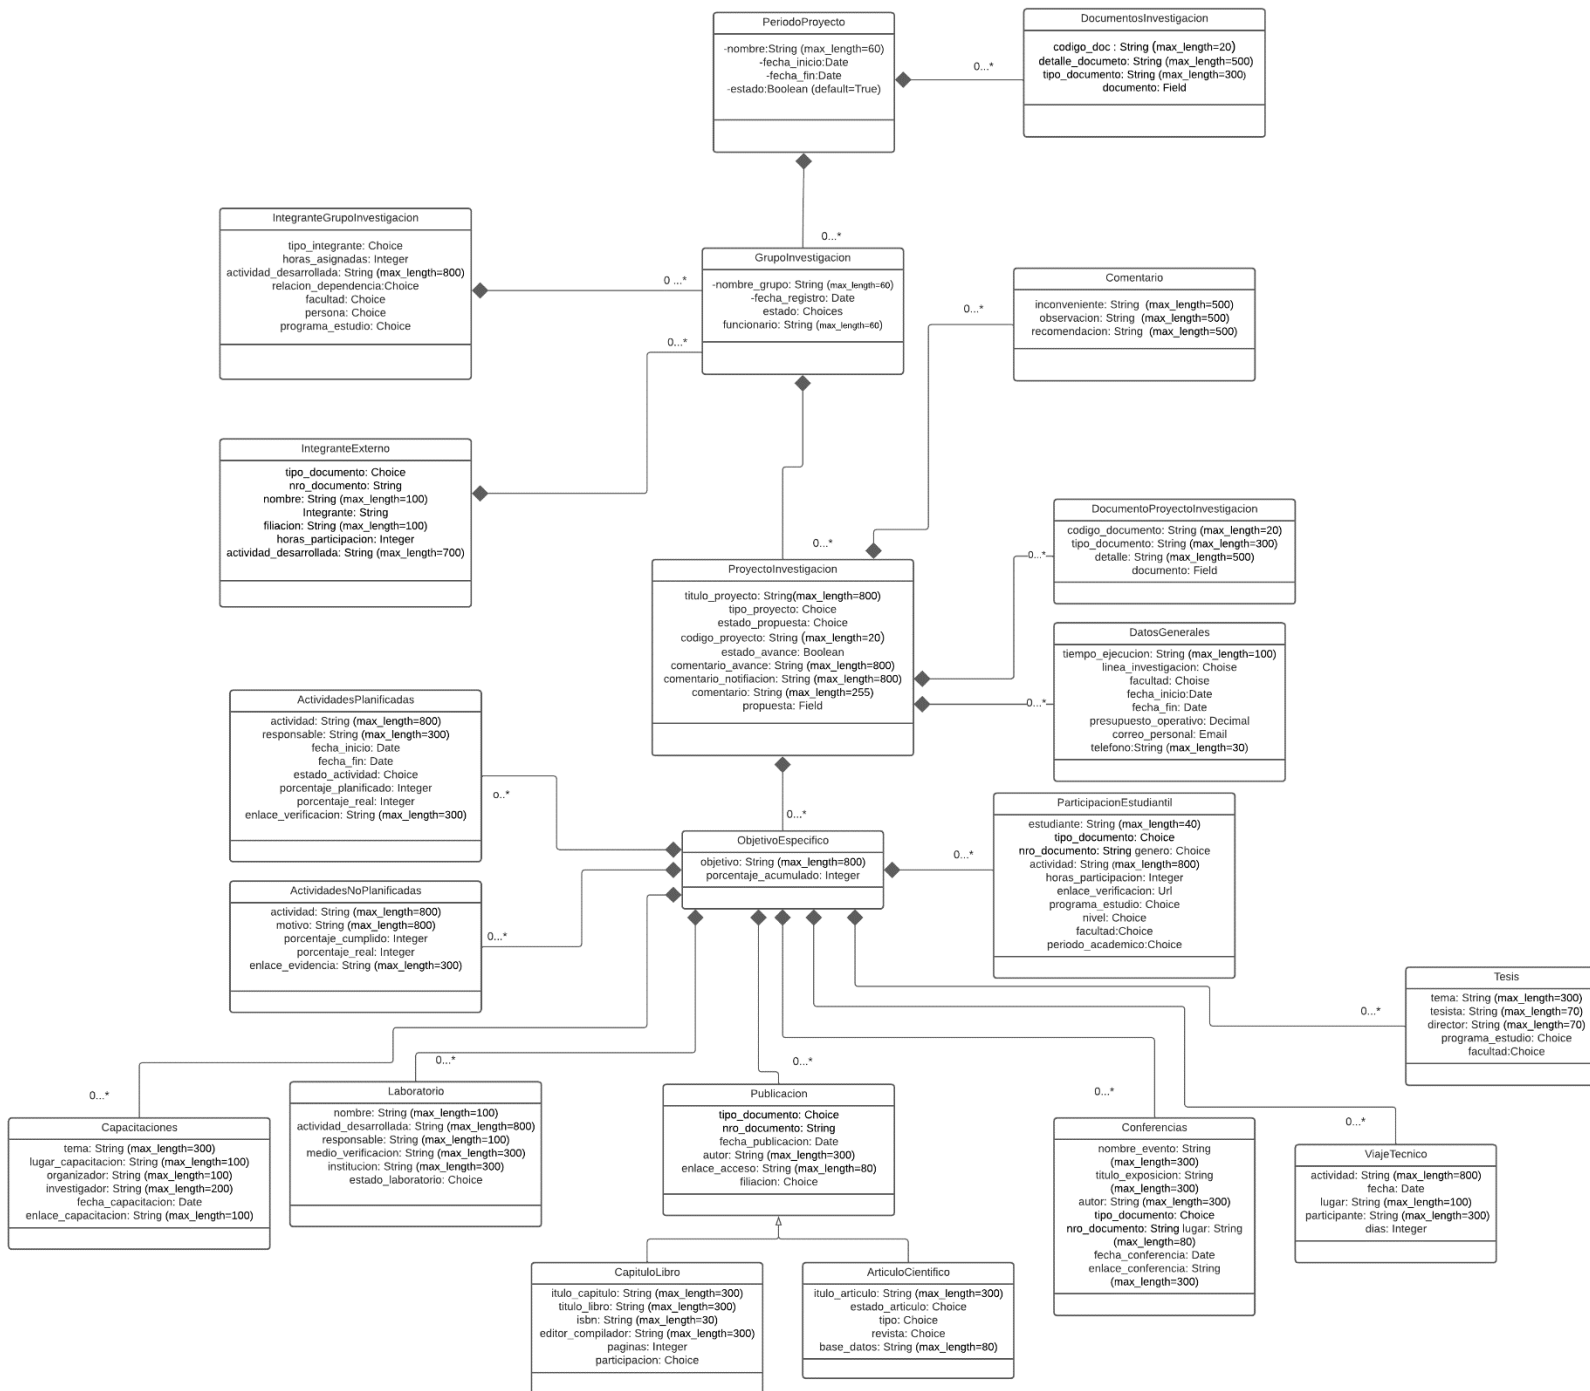 PeriodoProyecto
-nombre:String (max_length=60)
-fecha_inicio:Date
-fecha_fin:Date
-estado:Boolean (default=True)
0...*
DocumentosInvestigacion
codigo_doc : String (max_length=20)
detalle_documeto: String (max_length=500)
tipo_documento: String (max_length=300)
documento: Field
0...*
IntegranteGrupoInvestigacion
tipo_integrante: Choice
horas_asignadas: Integer
actividad_desarrollada: String (max_length=800)
relacion_dependencia:Choice
facultad: Choice
persona: Choice
programa_estudio: Choice
0 ...*
GrupoInvestigacion
-nombre_grupo: String (max_length=60)
-fecha_registro: Date
estado: Choices
funcionario: String (max_length=60)
0...*
0...*
Comentario
inconveniente: String (max_length=500)
observacion: String (max_length=500)
recomendacion: String (max_length=500)
IntegranteExterno
tipo_documento: Choice
nro_documento: String
nombre: String (max_length=100)
Integrante: String
filiacion: String (max_length=100)
horas_participacion: Integer
actividad_desarrollada: String (max_length=700)
0...*
ProyectoInvestigacion
titulo_proyecto: String(max_length=800)
tipo_proyecto: Choice
estado_propuesta: Choice
codigo_proyecto: String (max_length=20)
estado_avance: Boolean
comentario_avance: String (max_length=800)
comentario_notifiacion: String (max_length=800)
comentario: String (max_length=255)
propuesta: Field
0...*
DocumentoProyectoInvestigacion
codigo_documento: String (max_length=20)
tipo_documento: String (max_length=300)
detalle: String (max_length=500)
documento: Field
0...*
DatosGenerales
tiempo_ejecucion: String (max_length=100)
linea_investigacion: Choise
facultad: Choise
fecha_inicio:Date
fecha_fin: Date
presupuesto_operativo: Decimal
correo_personal: Email
telefono:String (max_length=30)
ActividadesPlanificadas
actividad: String (max_length=800)
responsable: String (max_length=300)
fecha_inicio: Date
fecha_fin: Date
estado_actividad: Choice
porcentaje_planificado: Integer
porcentaje_real: Integer
enlace_verificacion: String (max_length=300)
o..*
0...*
ObjetivoEspecifico
objetivo: String (max_length=800)
porcentaje_acumulado: Integer
0...*
ParticipacionEstudiantil
estudiante: String (max_length=40)
tipo_documento: Choice
nro_documento: String genero: Choice
actividad: String (max_length=800)
horas_participacion: Integer
enlace_verificacion: Url
programa_estudio: Choice
nivel: Choice
facultad:Choice
periodo_academico:Choice
ActividadesNoPlanificadas
actividad: String (max_length=800)
motivo: String (max_length=800)
porcentaje_cumplido: Integer
porcentaje_real: Integer
enlace_evidencia: String (max_length=300)
0...*
0...*
Tesis
tema: String (max_length=300)
tesista: String (max_length=70)
director: String (max_length=70)
programa_estudio: Choice
facultad:Choice
0...*
Capacitaciones
tema: String (max_length=300)
lugar_capacitacion: String (max_length=100)
organizador: String (max_length=100)
investigador: String (max_length=200)
fecha_capacitacion: Date
enlace_capacitacion: String (max_length=100)
0...*
Laboratorio
nombre: String (max_length=100)
actividad_desarrollada: String (max_length=800)
responsable: String (max_length=100)
medio_verificacion: String (max_length=300)
institucion: String (max_length=300)
estado_laboratorio: Choice
0...*
Publicacion
tipo_documento: Choice
nro_documento: String
fecha_publicacion: Date
autor: String (max_length=300)
enlace_acceso: String (max_length=80)
filiacion: Choice
0...*
Conferencias
nombre_evento: String
(max_length=300)
titulo_exposicion: String
(max_length=300)
autor: String (max_length=300)
tipo_documento: Choice
nro_documento: String lugar: String
(max_length=80)
fecha_conferencia: Date
enlace_conferencia: String
(max_length=300)
0...*
ViajeTecnico
actividad: String (max_length=800)
fecha: Date
lugar: String (max_length=100)
participante: String (max_length=300)
dias: Integer
CapituloLibro
itulo_capitulo: String (max_length=300)
titulo_libro: String (max_length=300)
isbn: String (max_length=30)
editor_compilador: String (max_length=300)
paginas: Integer
participacion: Choice
ArticuloCientifico
itulo_articulo: String (max_length=300)
estado_articulo: Choice
tipo: Choice
revista: Choice
base_datos: String (max_length=80)